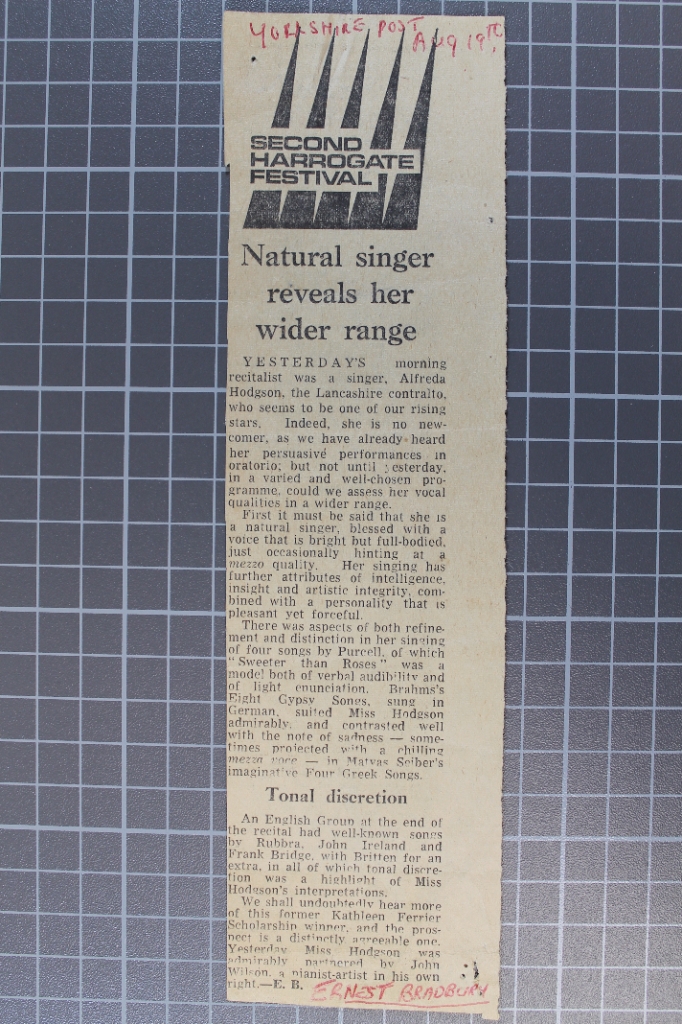 YORKSHIRE POST
Aug 19th
SECOND
HARROGATE
FESTIVAL
Natural singer
reveals her
wider range
YESTERDAY'S morning
recitalist was a singer, Alfreda
Hodgson, the Lancashire contralto,
who seems to be one of our rising
stars. Indeed, she is no new-
comer, as we have already heard
her persuasive performances in
oratorio; but not until yesterday,
in a varied and well-chosen pro-
gramme, could we assess her vocal
qualities in a wider range.
First it must be said that she is
a natural singer, blessed with a
voice that is bright but full-bodied,
just occasionally hinting at a
mezzo quality. Her singing has
further attributes of intelligence,
insight and artistic integrity, com-
bined with a personality that is
pleasant yet forceful.
There was aspects of both refine-
ment and distinction in her singing
of four songs by Purcell, of which
"Sweeter than Roses" was a
model both of verbal audibility and
of light enunciation. Brahms's
Eight Gypsy Songs, sung in
German, suited Miss Hodgson
admirably, and contrasted well
with the note of sadness — some-
times projected with a chilling
mezza voce — in Matyas Seiber's
imaginative Four Greek Songs.
Tonal discretion
An English Group at the end of
the recital had well-known songs
by Rubbra, John Ireland and
Frank Bridge, with Britten for an
extra, in all of which tonal discre-
tion was a highlight of Miss
Hodgson's interpretations.
We shall undoubtedly hear more
of this former Kathleen Ferrier
Scholarship winner, and the pros-
pect is a distinctly agreeable one.
Yesterday Miss Hodgson was
admirably partnered by John
Wilson, a pianist-artist in his own
right.—E. B. ERNEST BRADBURY